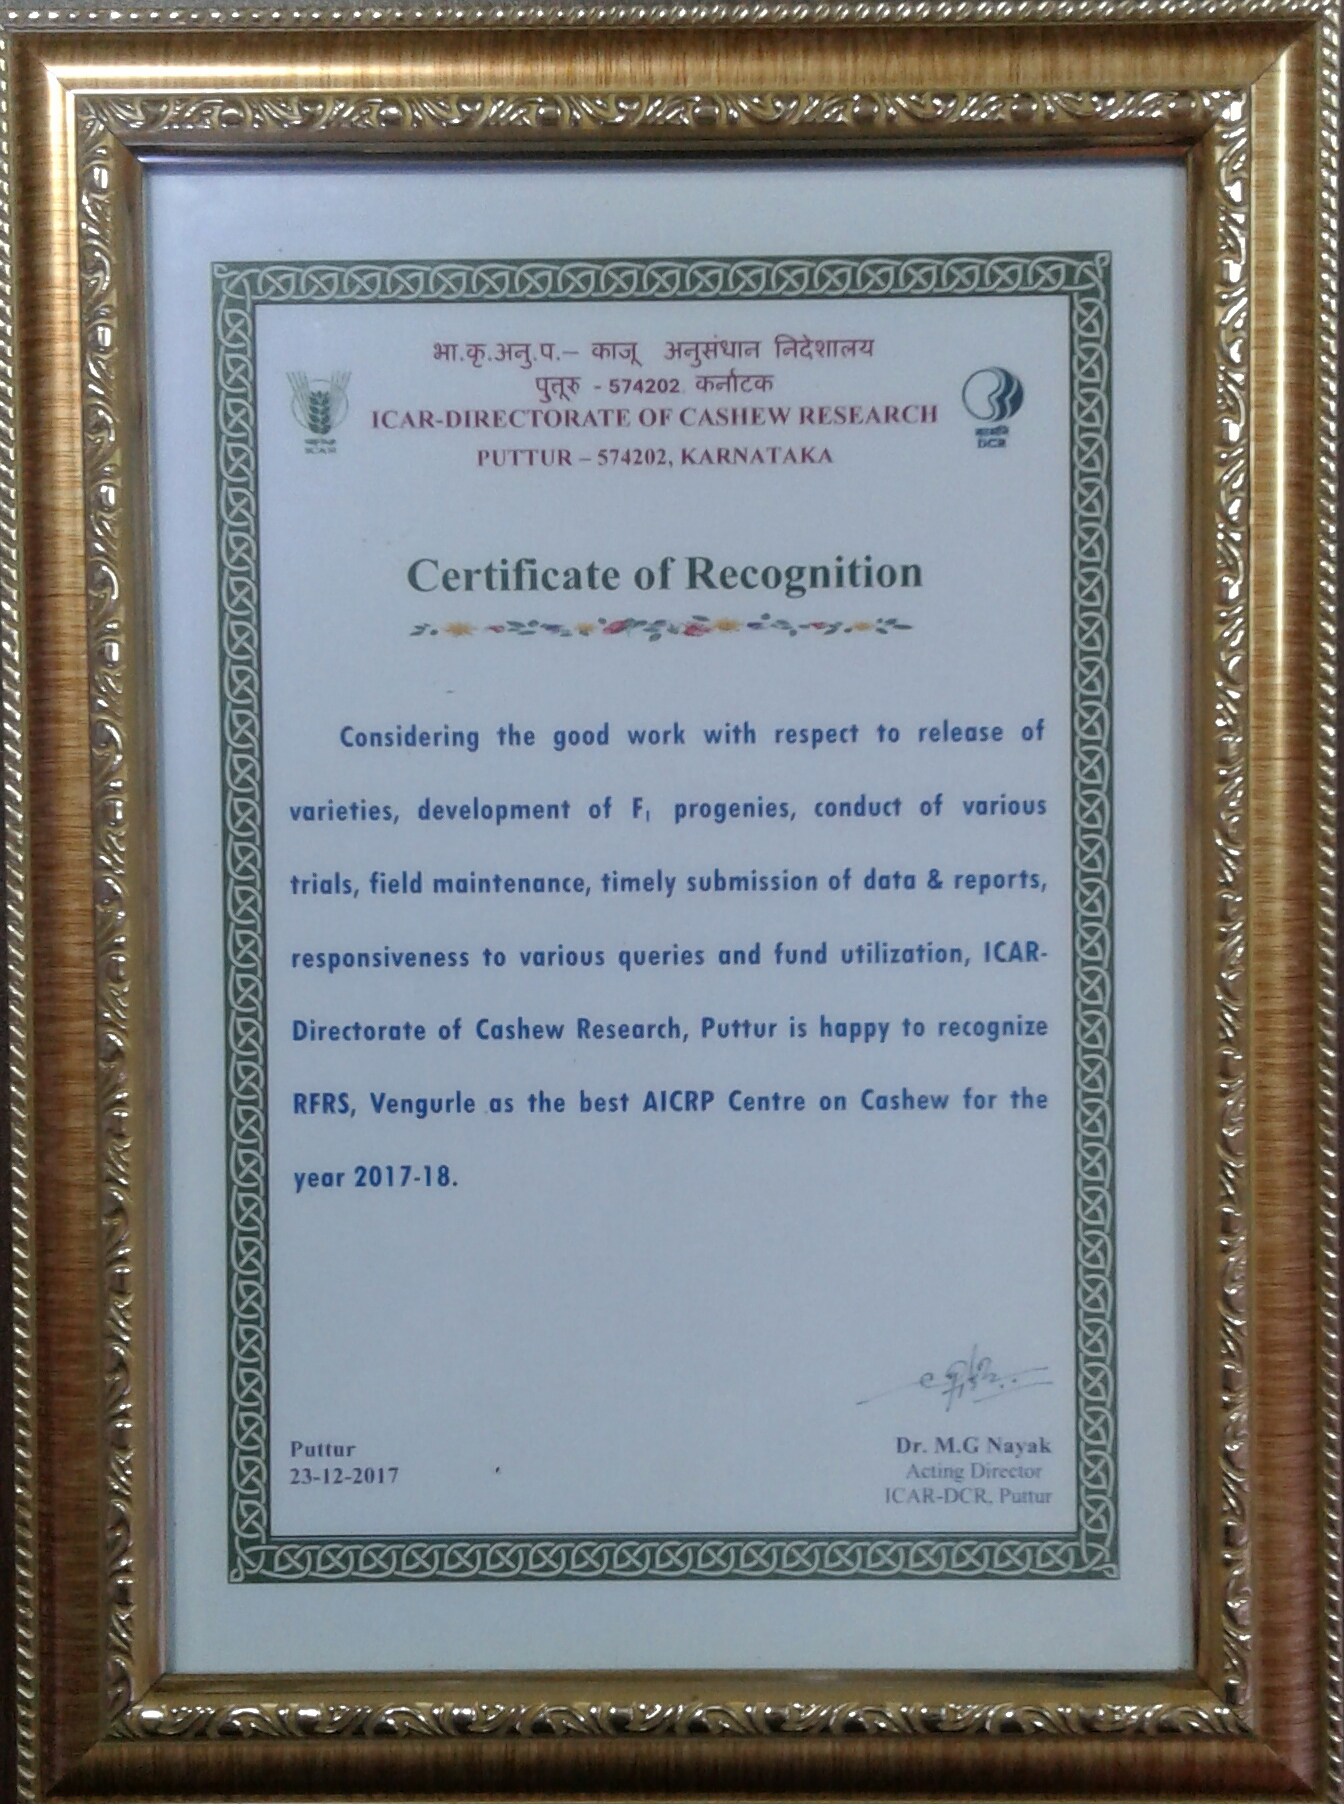 भा.कृ.अनु.प.– काजू अनुसंधान निदेशालय
पुत्तूरु - 574202 कर्नाटक
ICAR-DIRECTORATE OF CASHEW RESEARCH
PUTTUR – 574202, KARNATAKA
ICAR
DCR
Certificate of Recognition
Considering the good work with respect to release of
varieties, development of F₁ progenies, conduct of various
trials, field maintenance, timely submission of data & reports,
responsiveness to various queries and fund utilization, ICAR-
Directorate of Cashew Research, Puttur is happy to recognize
RFRS, Vengurle as the best AICRP Centre on Cashew for the
year 2017-18.
Puttur
23-12-2017
Dr. M.G Nayak
Acting Director
ICAR-DCR, Puttur